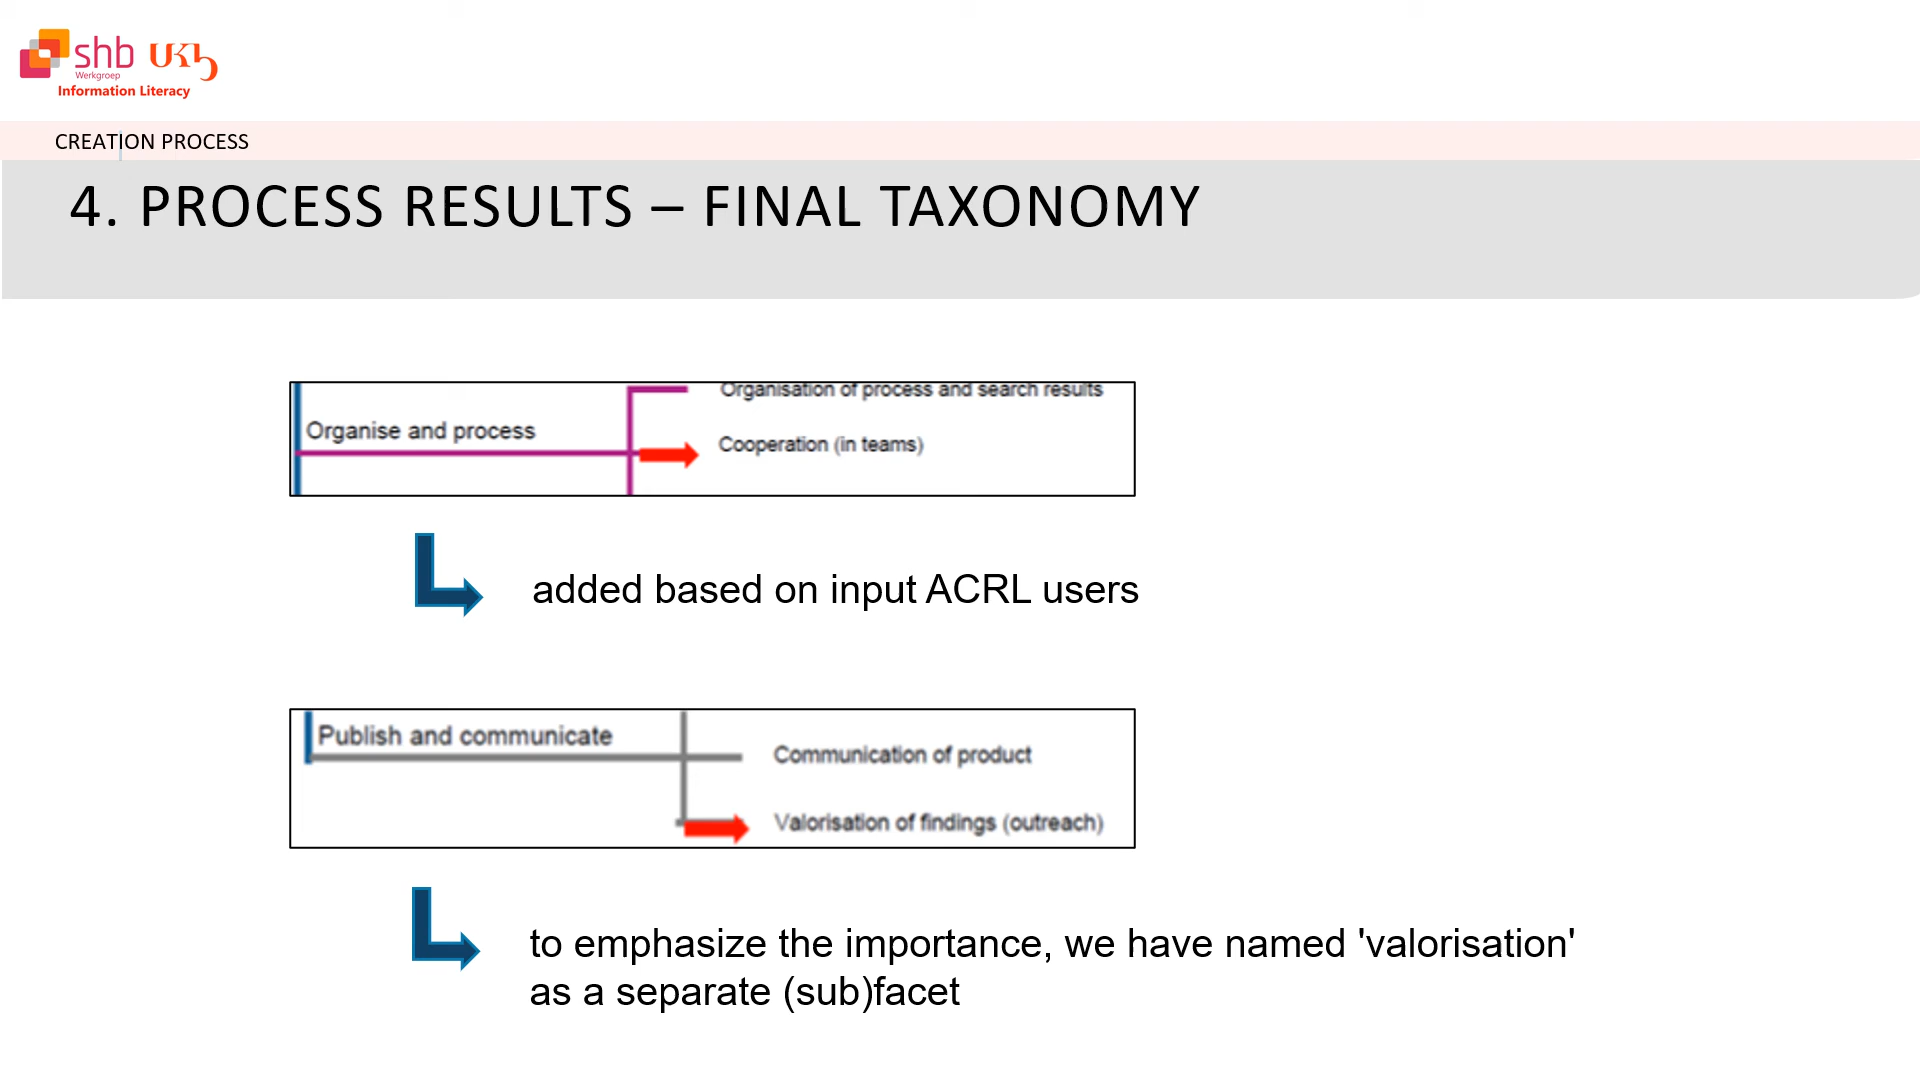 shb UKB
Werkgroep
Information Literacy
CREATION PROCESS
4. PROCESS RESULTS – FINAL TAXONOMY
Organisation of process and search results
Organise and process
Cooperation (in teams)
added based on input ACRL users
Publish and communicate
Communication of product
Valorisation of findings (outreach)
to emphasize the importance, we have named 'valorisation'
as a separate (sub)facet